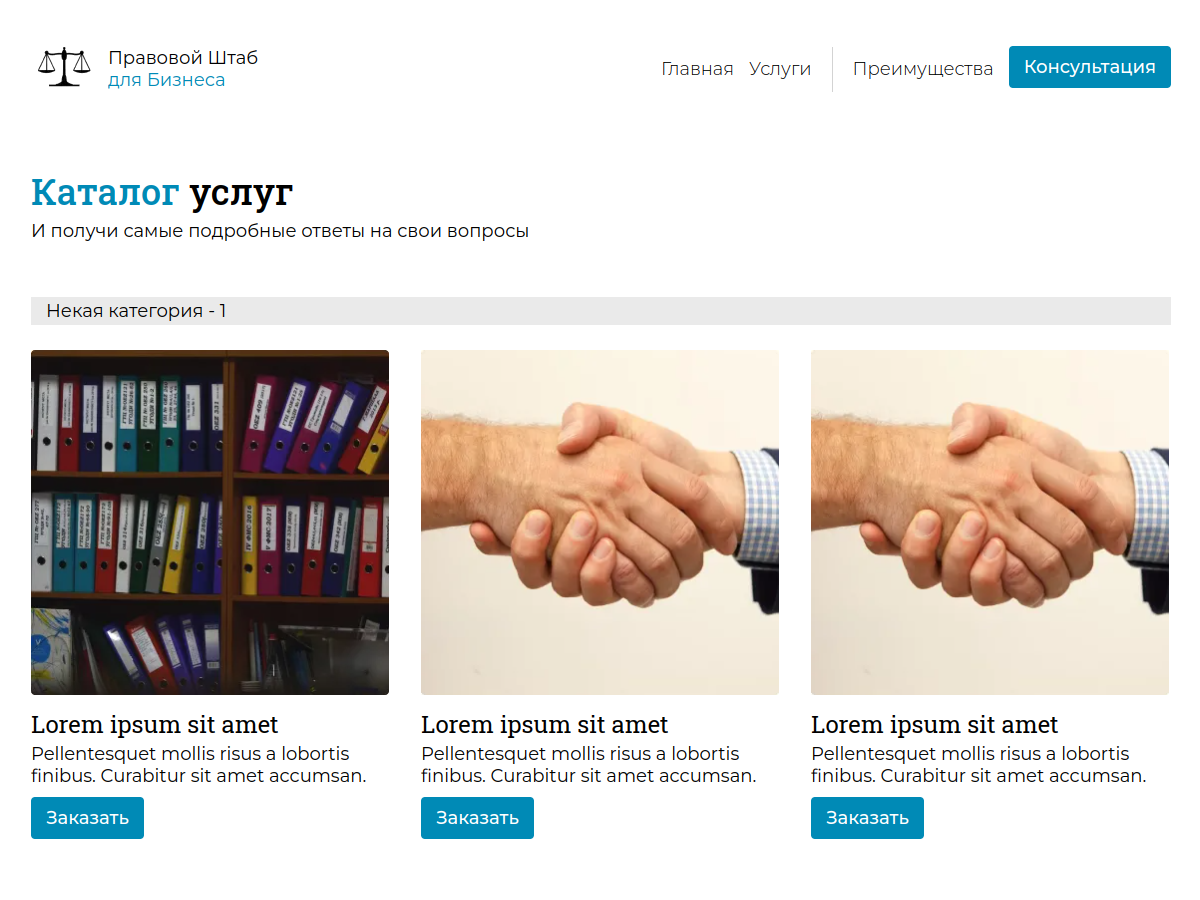 Правовой Штаб
для Бизнеса
Главная Услуги Преимущества Консультация
Каталог услуг
И получи самые подробные ответы на свои вопросы
Некая категория - 1
Lorem ipsum sit amet
Pellentesquet mollis risus a lobortis
finibus. Curabitur sit amet accumsan.
Заказать
Lorem ipsum sit amet
Pellentesquet mollis risus a lobortis
finibus. Curabitur sit amet accumsan.
Заказать
Lorem ipsum sit amet
Pellentesquet mollis risus a lobortis
finibus. Curabitur sit amet accumsan.
Заказать